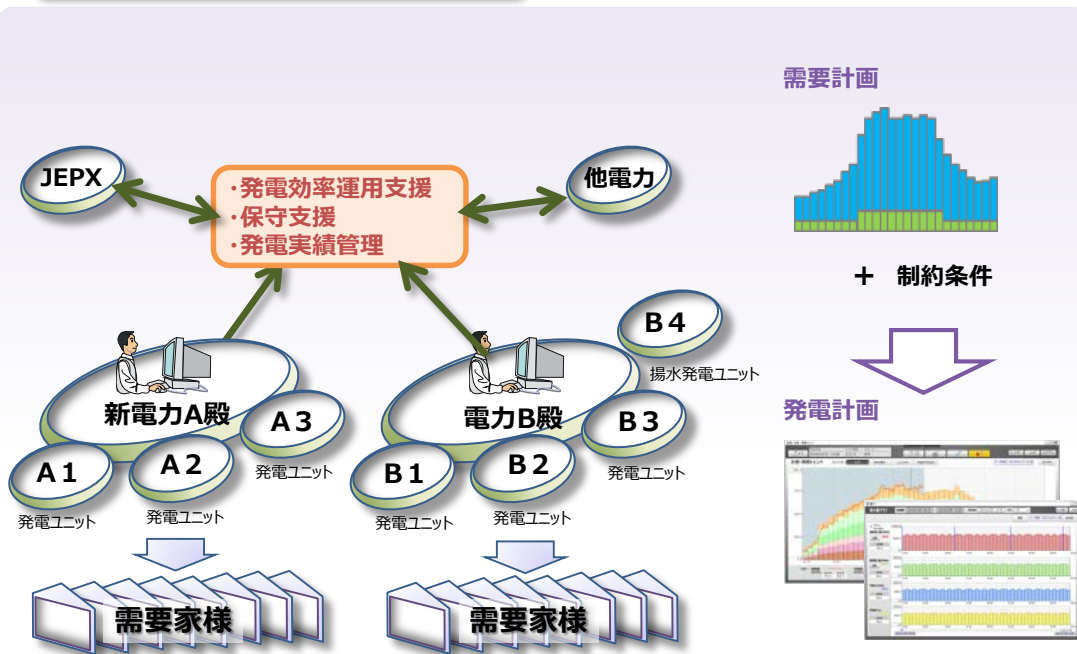 需要計画
JEPX
・発電効率運用支援
・保守支援
・発電実績管理
他電力
+ 制約条件
B4
揚水発電ユニット
新電力A殿
電力B殿
発電計画
A1
発電ユニット
A2
発電ユニット
A3
発電ユニット
B1
発電ユニット
B2
発電ユニット
B3
発電ユニット
需要家様
需要家様